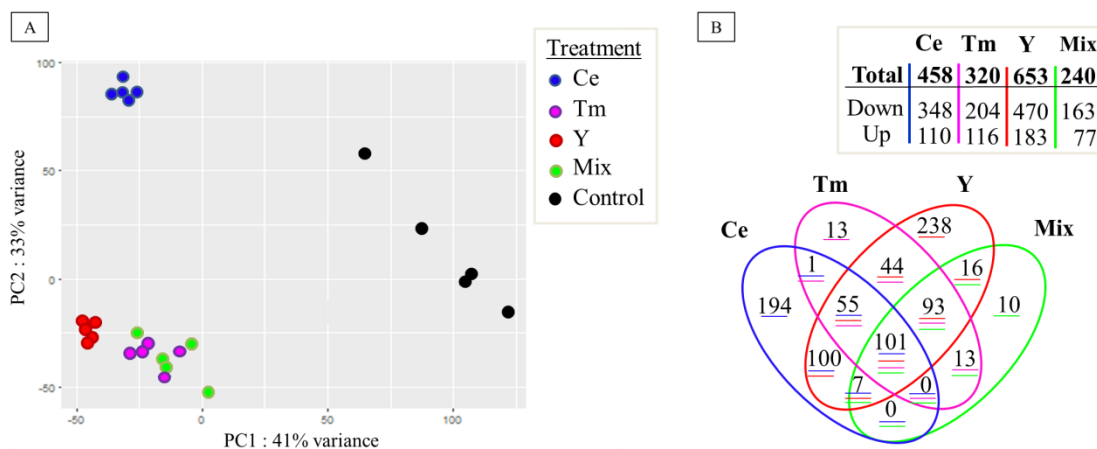 A
Treatment
Ce
Tm
Y
Mix
Control
100
50
0
-50
PC2 : 33% variance
-50
0
50
100
PC1 : 41% variance
B
Ce Tm Y Mix
Total 458 320 653 240
Down 348 204 470 163
Up 110 116 183 77
Tm Y
Ce Mix
13 238
1 44 16
194 55 93 10
101
100 13
7 0
0